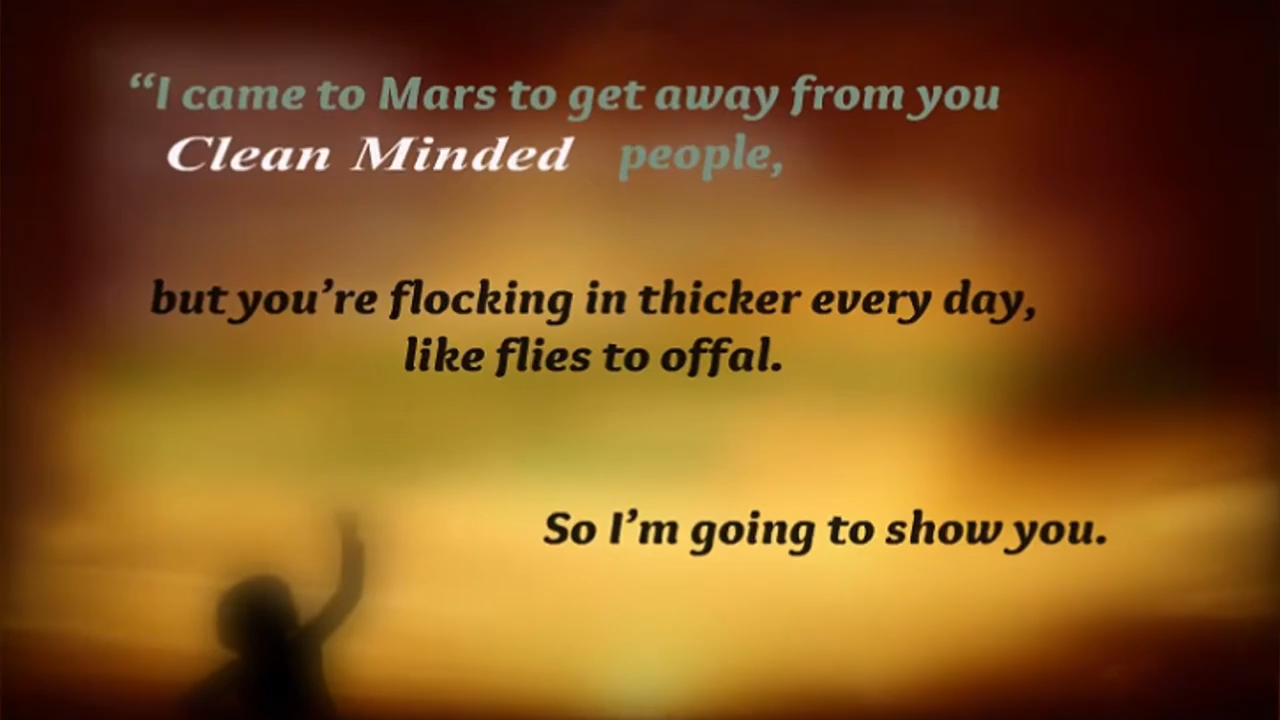 “I came to Mars to get away from you
Clean Minded people,
but you’re flocking in thicker every day,
like flies to offal.
So I’m going to show you.